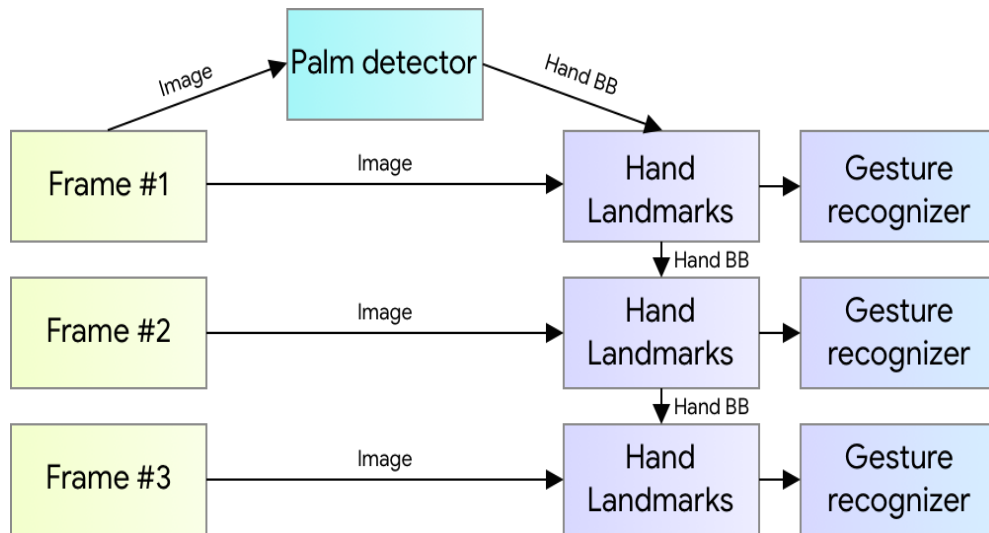 Palm detector
Image
Hand BB
Frame #1
Image
Hand
Landmarks
Gesture
recognizer
Hand BB
Frame #2
Image
Hand
Landmarks
Gesture
recognizer
Hand BB
Frame #3
Image
Hand
Landmarks
Gesture
recognizer